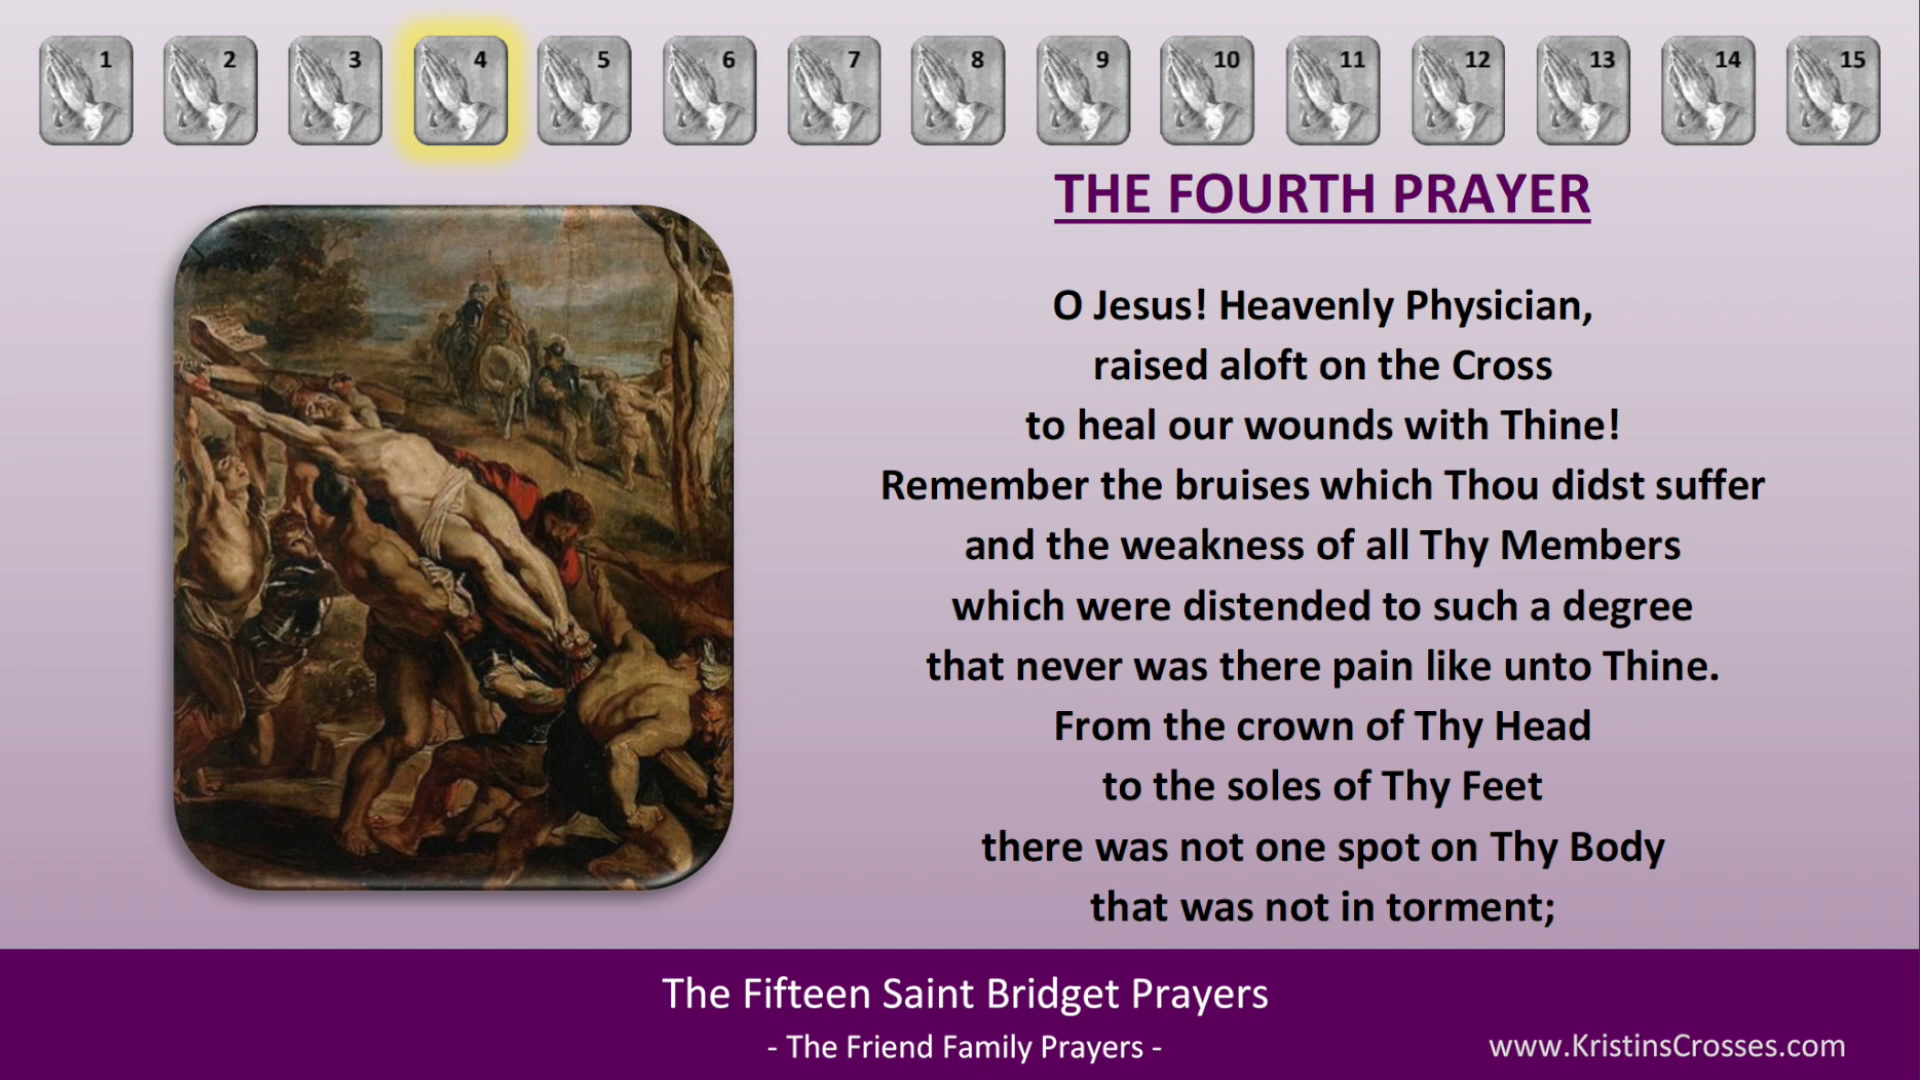 1 2 3 4 5 6 7 8 9 10 11 12 13 14 15
THE FOURTH PRAYER
O Jesus! Heavenly Physician,
raised aloft on the Cross
to heal our wounds with Thine!
Remember the bruises which Thou didst suffer
and the weakness of all Thy Members
which were distended to such a degree
that never was there pain like unto Thine.
From the crown of Thy Head
to the soles of Thy Feet
there was not one spot on Thy Body
that was not in torment;
The Fifteen Saint Bridget Prayers
- The Friend Family Prayers -
www.KristinsCrosses.com